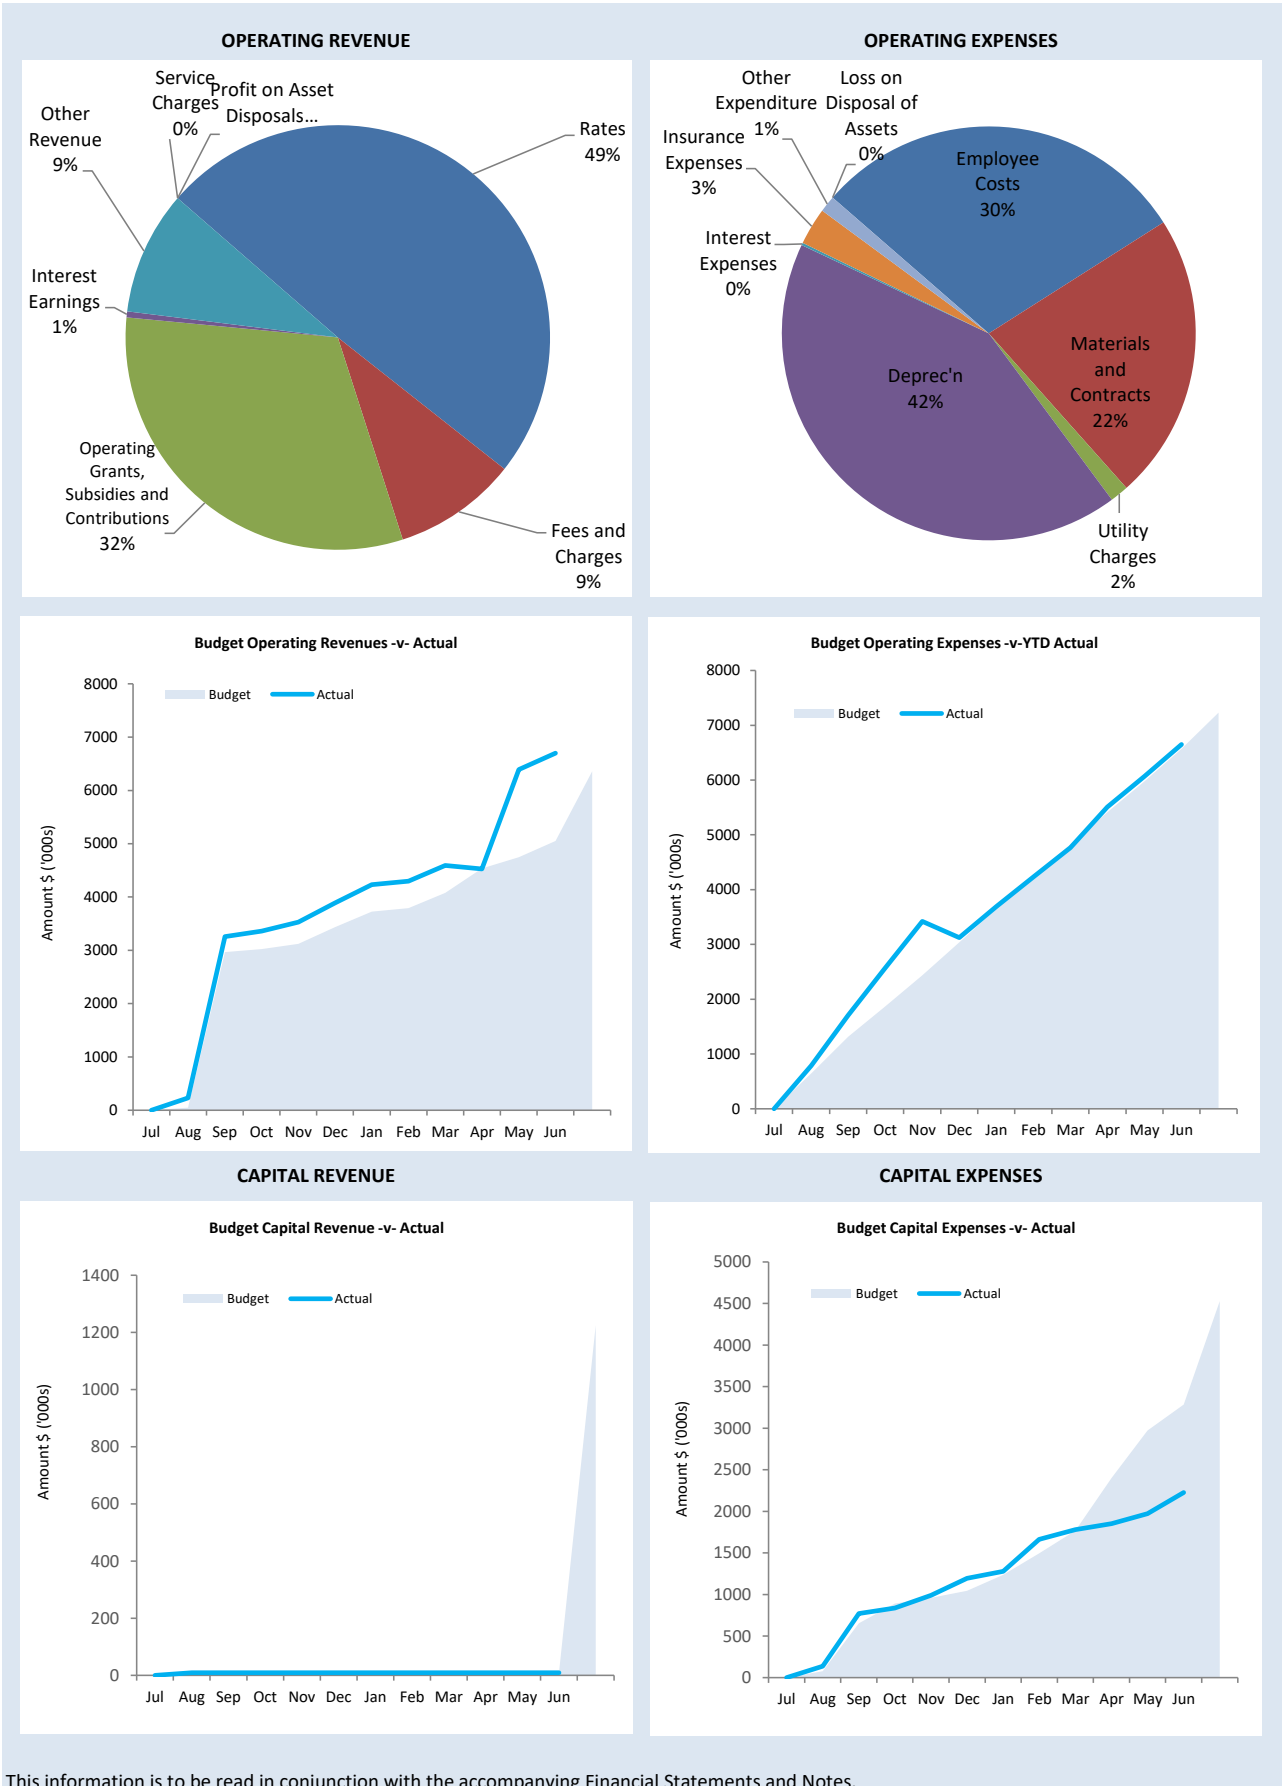 OPERATING REVENUE
Service
Charges
0%
Profit on Asset
Disposals...
Other
Revenue
9%
Rates
49%
Interest
Earnings
1%
Operating
Grants,
Subsidies and
Contributions
32%
Fees and
Charges
9%
OPERATING EXPENSES
Other
Expenditure
1%
Loss on
Disposal of
Assets
0%
Insurance
Expenses
3%
Employee
Costs
30%
Interest
Expenses
0%
Materials
and
Contracts
22%
Deprec'n
42%
Utility
Charges
2%
Budget Operating Revenues -v- Actual
Budget Actual
8000
7000
6000
5000
4000
3000
2000
1000
0
Amount $ ('000s)
Jul Aug Sep Oct Nov Dec Jan Feb Mar Apr May Jun
Budget Operating Expenses -v-YTD Actual
Budget Actual
8000
7000
6000
5000
4000
3000
2000
1000
0
Amount $ ('000s)
Jul Aug Sep Oct Nov Dec Jan Feb Mar Apr May Jun
CAPITAL REVENUE
Budget Capital Revenue -v- Actual
Budget Actual
1400
1200
1000
800
600
400
200
0
Amount $ ('000s)
Jul Aug Sep Oct Nov Dec Jan Feb Mar Apr May Jun
CAPITAL EXPENSES
Budget Capital Expenses -v- Actual
Budget Actual
5000
4500
4000
3500
3000
2500
2000
1500
1000
500
0
Amount $ ('000s)
Jul Aug Sep Oct Nov Dec Jan Feb Mar Apr May Jun
This information is to be read in conjunction with the accompanying Financial Statements and Notes.